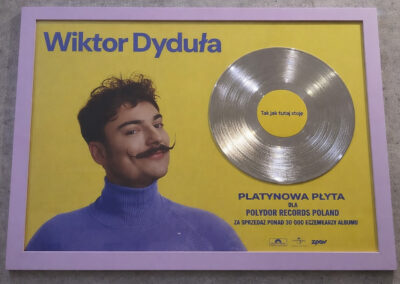 Wiktor Dyduła
Tak jak tutaj stoję
PLATYNOWA PŁYTA
DLA
POLYDOR RECORDS POLAND
ZA SPRZEDAŻ PONAD 30 000 EGZEMPLARZY ALBUMU